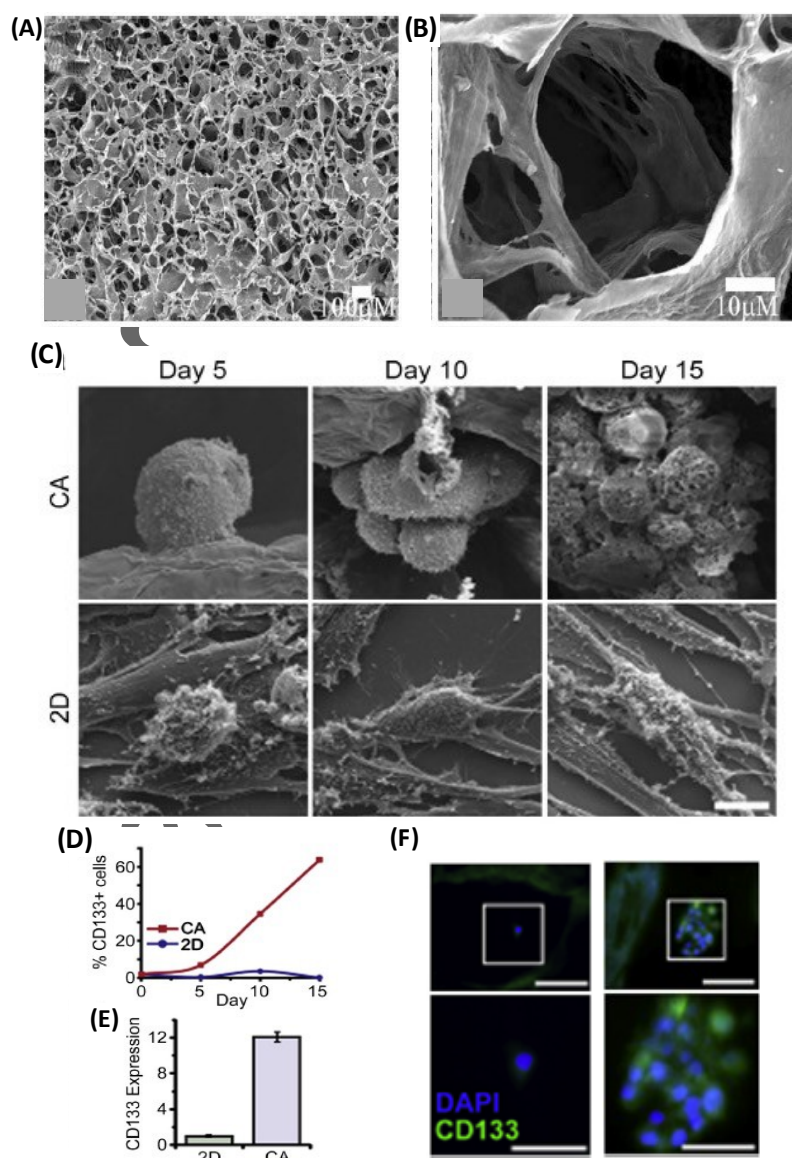 (A)
(B)
100µM
10µM
(C)
Day 5 Day 10 Day 15
CA
2D
(D)
(F)
% CD133+ cells
60
40
20
0
CA
2D
0 5 10 15
Day
(E)
CD133 Expression
12
8
4
0
2D CA
DAPI
CD133